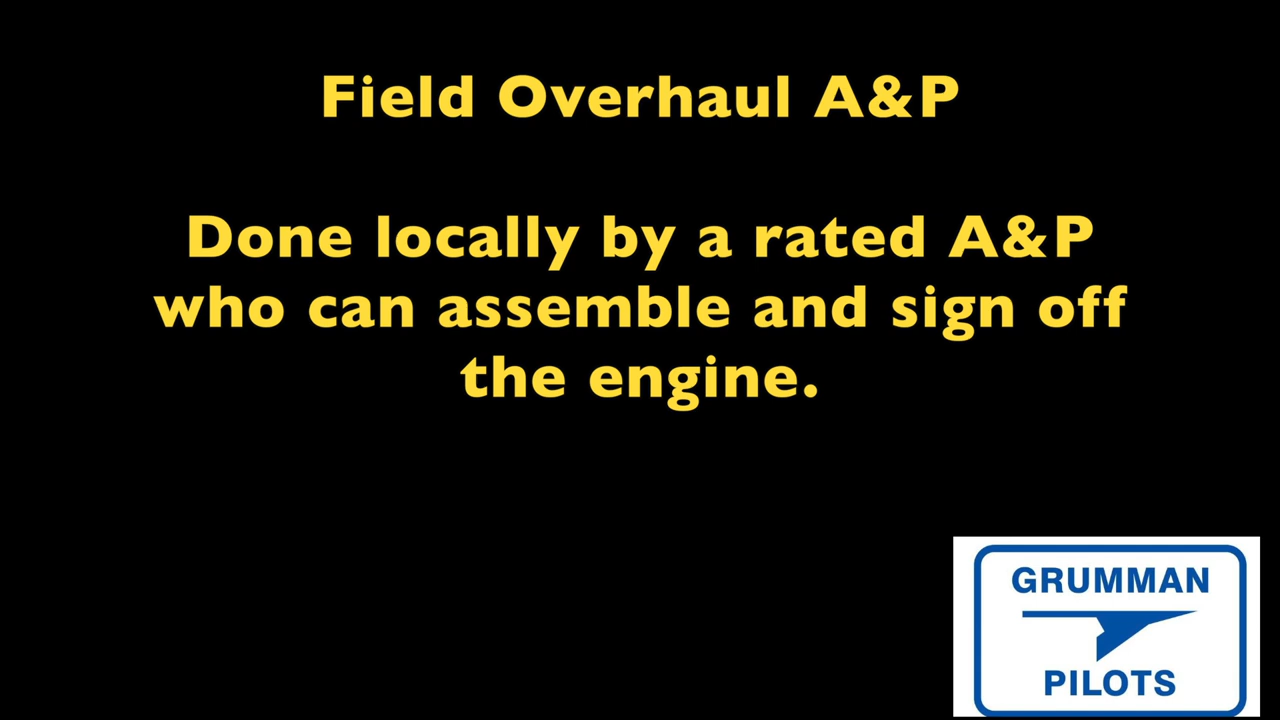 Field Overhaul A&P
Done locally by a rated A&P
who can assemble and sign off
the engine.
GRUMMAN
PILOTS